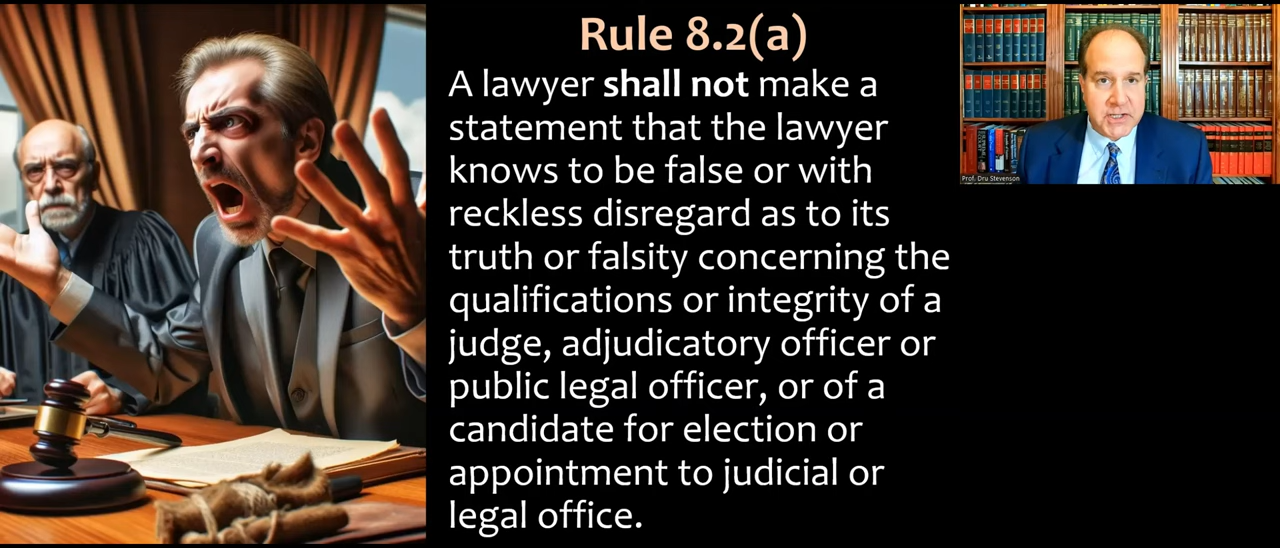 Rule 8.2(a)
A lawyer shall not make a
statement that the lawyer
knows to be false or with
reckless disregard as to its
truth or falsity concerning the
qualifications or integrity of a
judge, adjudicatory officer or
public legal officer, or of a
candidate for election or
appointment to judicial or
legal office.
Prof. Dru Stevenson